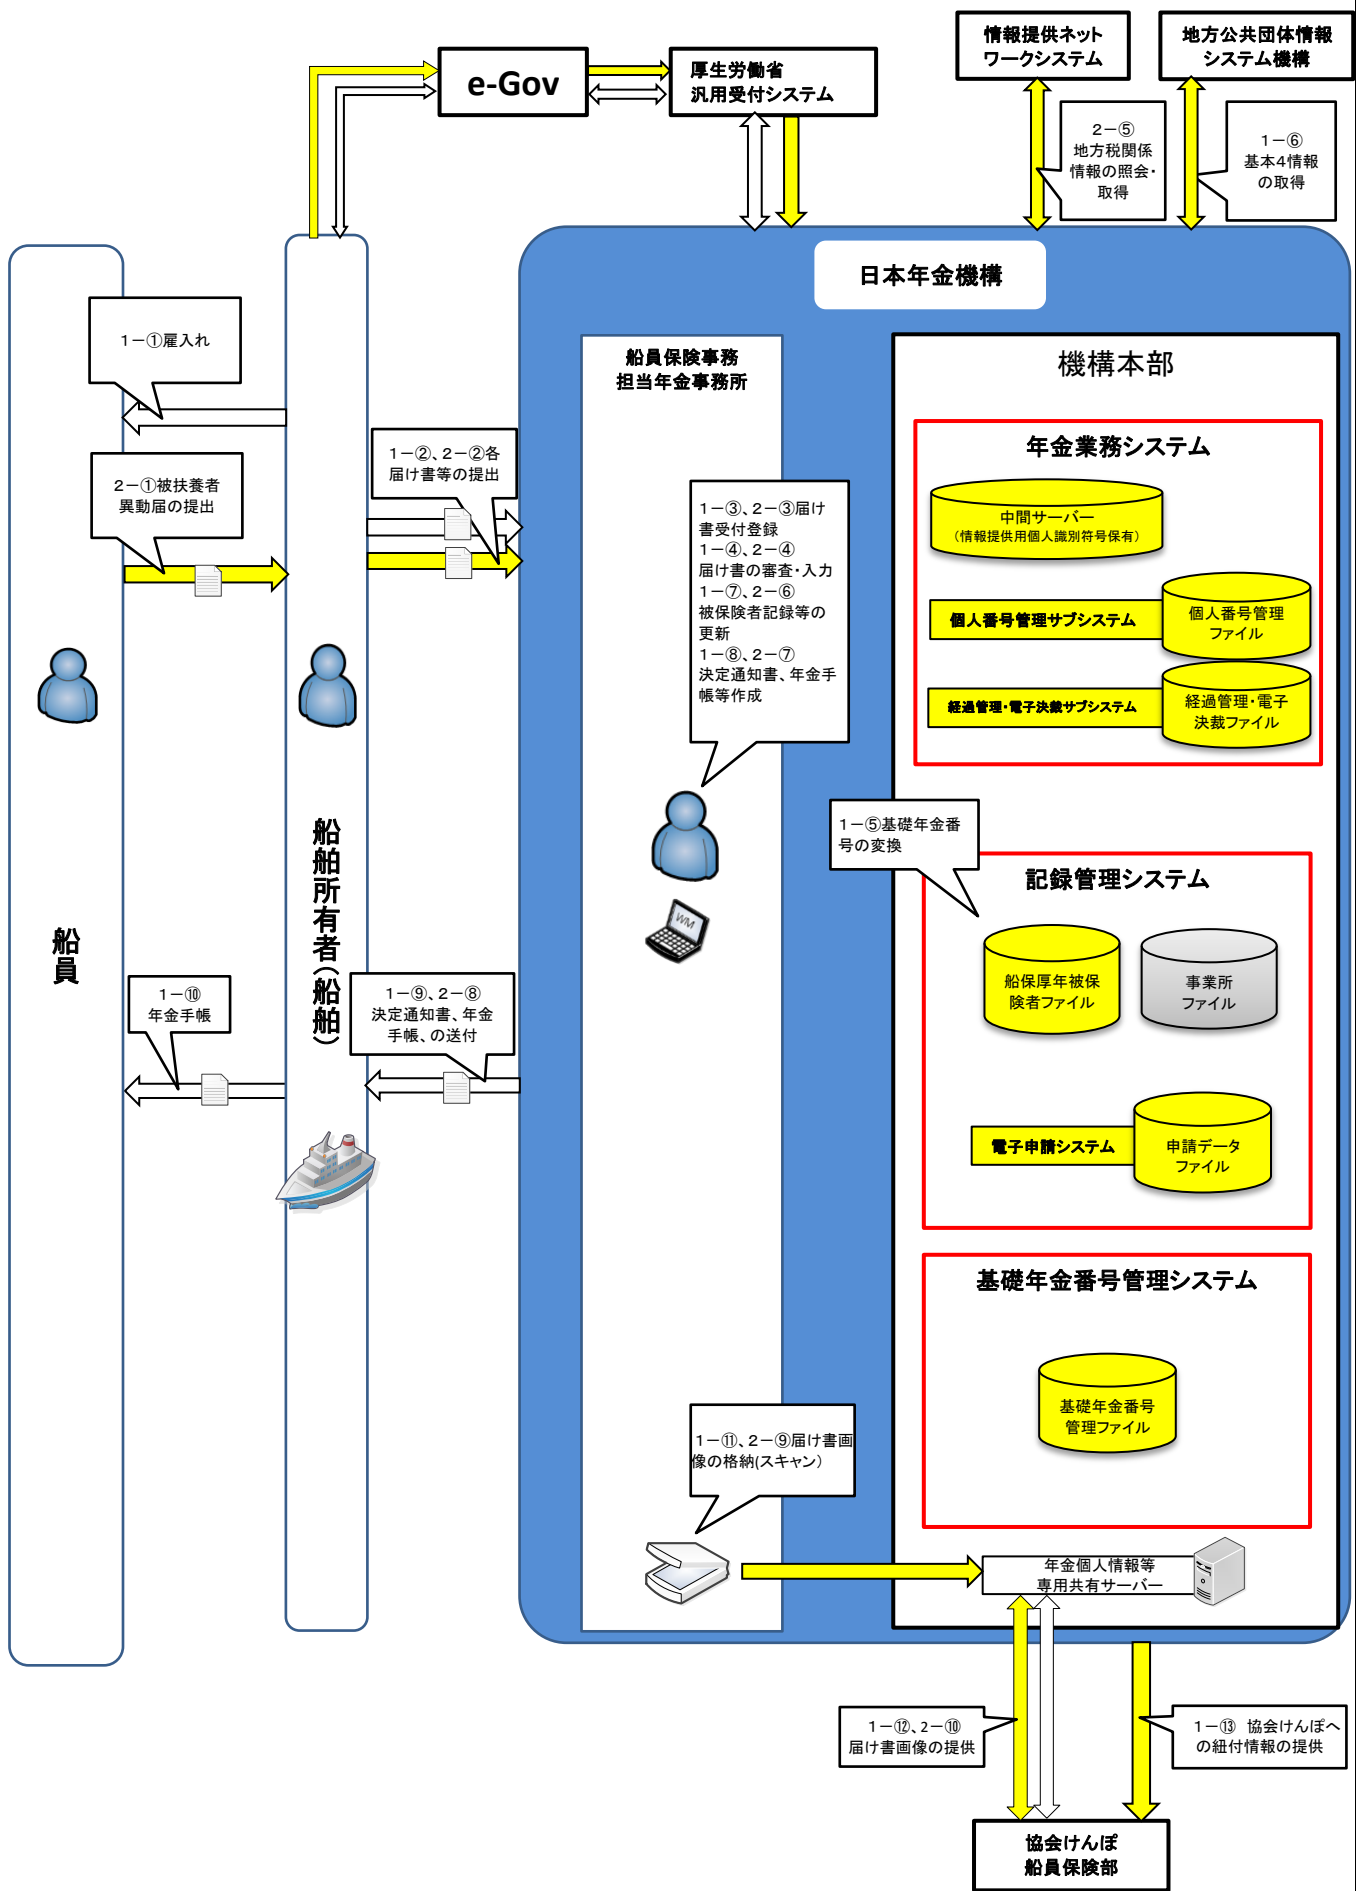 情報提供ネット
ワークシステム
地方公共団体情報
システム機構
e-Gov
厚生労働省
汎用受付システム
2－⑤
地方税関係
情報の照会・
取得
1－⑥
基本4情報
の取得
日本年金機構
1－①雇入れ
船員保険事務
担当年金事務所
機構本部
年金業務システム
1－②、2－②各
届け書等の提出
2－①被扶養者
異動届の提出
1－③、2－③届け
書受付登録
1－④、2－④
届け書の審査・入力
1－⑦、2－⑥
被保険者記録等の
更新
1－⑧、2－⑦
決定通知書、年金手
帳等作成
中間サーバー
（情報提供用個人識別符号保有）
個人番号管理サブシステム
個人番号管理
ファイル
経過管理・電子決裁サブシステム
経過管理・電子
決裁ファイル
1－⑤基礎年金番
号の変換
記録管理システム
WM
船員
船舶所有者(船舶)
船保厚年被保
険者ファイル
事業所
ファイル
1－⑩
年金手帳
1－⑨、2－⑧
決定通知書、年金
手帳、の送付
電子申請システム
申請データ
ファイル
基礎年金番号管理システム
基礎年金番号
管理ファイル
1－⑪、2－⑨届け書画
像の格納(スキャン）
年金個人情報等
専用共有サーバー
1－⑫、2－⑩
届け書画像の提供
1－⑬ 協会けんぽへ
の紐付情報の提供
協会けんぽ
船員保険部